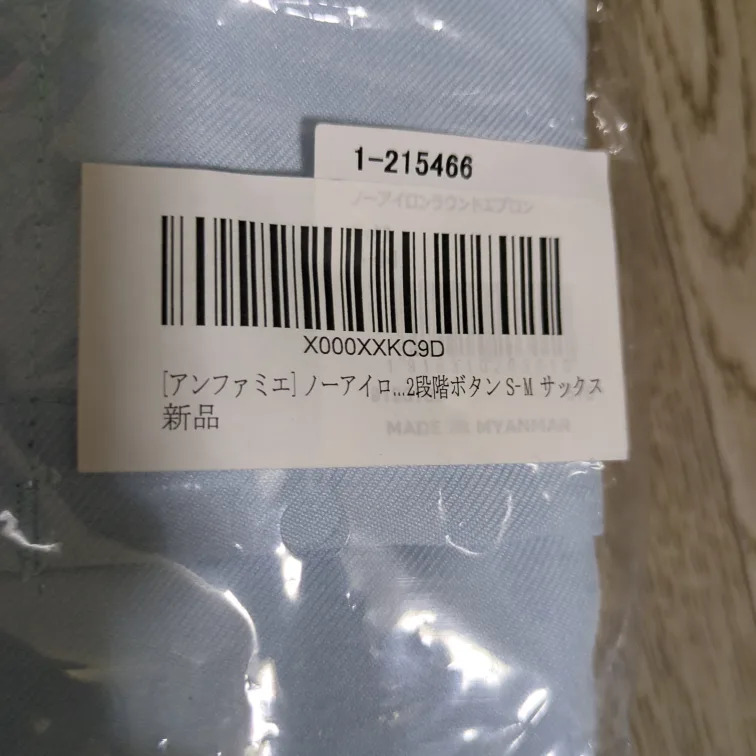 1-215466
ノーアイロンラウンドエプロン
X000XXKC9D
[アンファミエ] ノーアイロ...2段階ボタン S-M サックス
新品
MADE IN MYANMAR